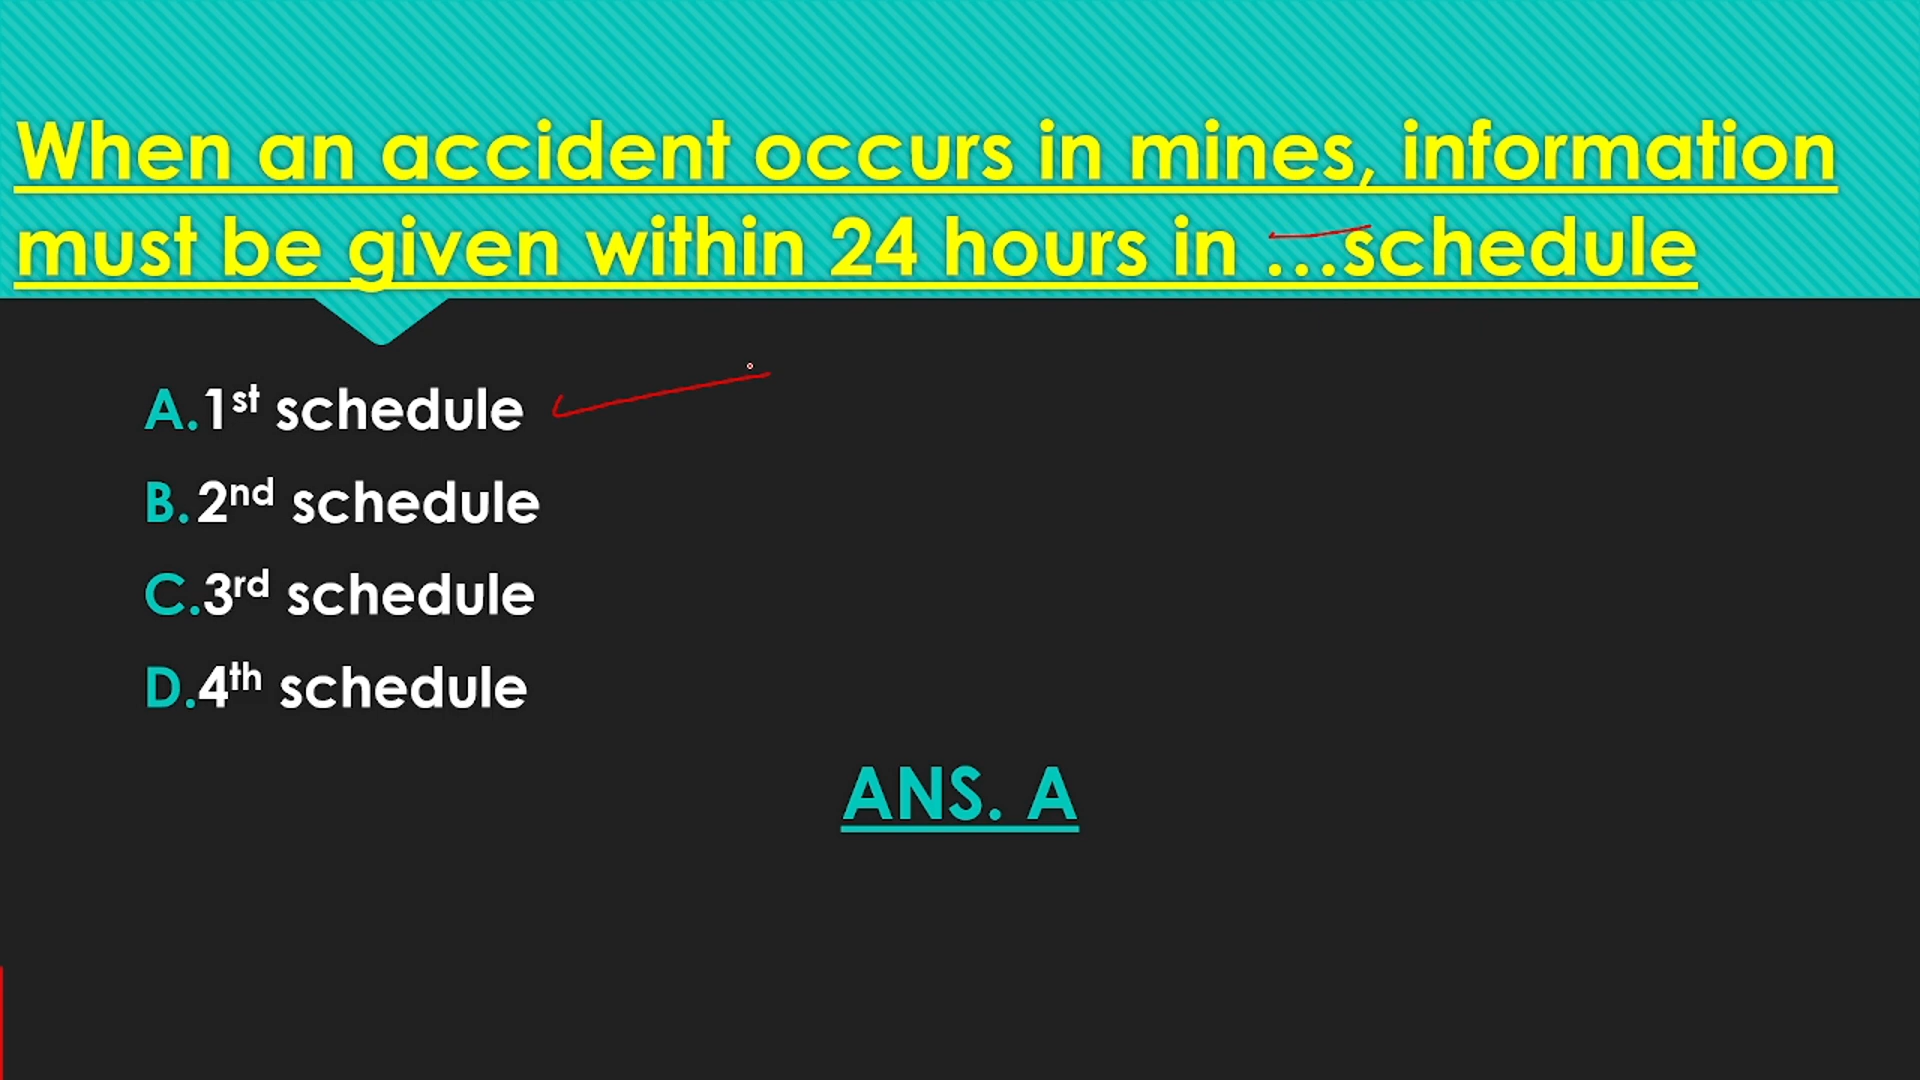 When an accident occurs in mines, information
must be given within 24 hours in ...schedule
A. 1st schedule
B. 2nd schedule
C. 3rd schedule
D. 4th schedule
ANS. A